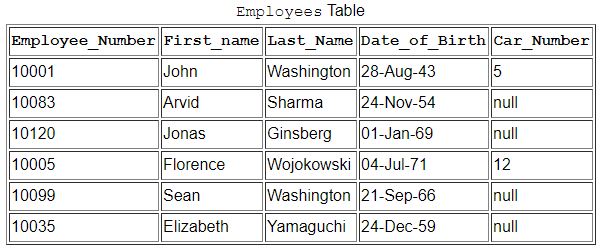 Employees Table
Employee_Number First_name Last_Name Date_of_Birth Car_Number
10001 John Washington 28-Aug-43 5
10083 Arvid Sharma 24-Nov-54 null
10120 Jonas Ginsberg 01-Jan-69 null
10005 Florence Wojokowski 04-Jul-71 12
10099 Sean Washington 21-Sep-66 null
10035 Elizabeth Yamaguchi 24-Dec-59 null